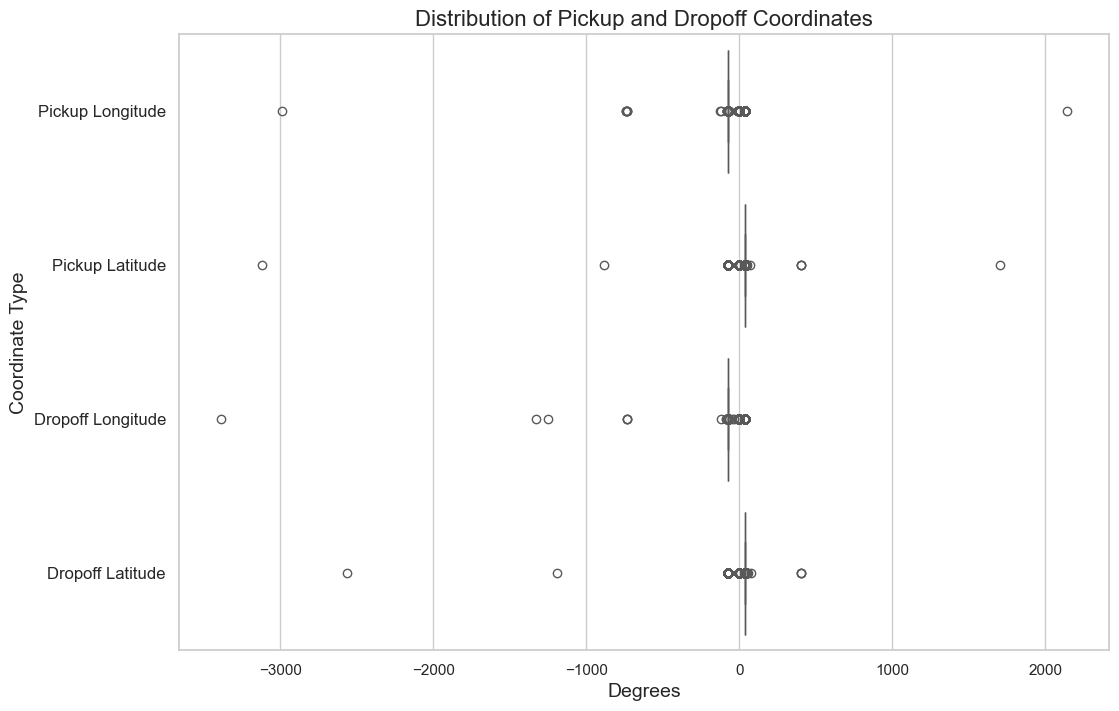 Distribution of Pickup and Dropoff Coordinates
Coordinate Type
Pickup Longitude
Pickup Latitude
Dropoff Longitude
Dropoff Latitude
−3000 −2000 −1000 0 1000 2000
Degrees